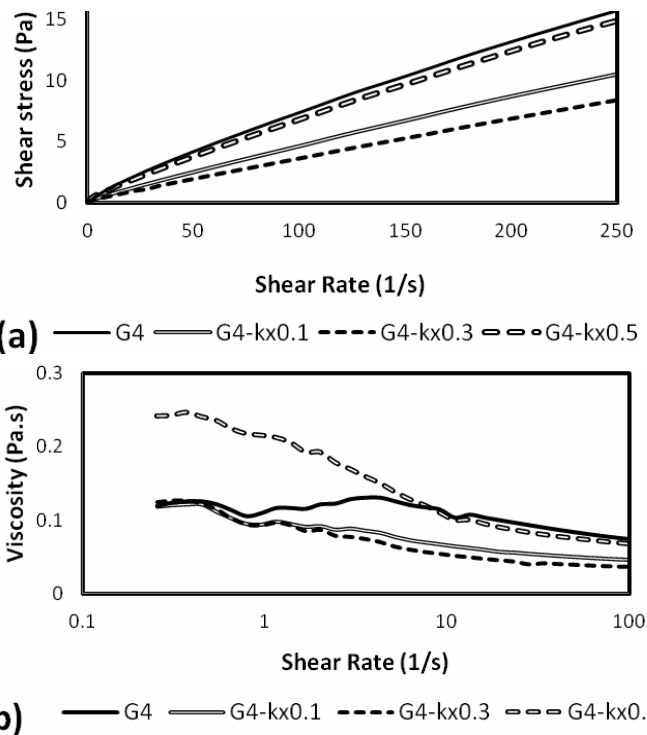 Shear stress (Pa)
15
10
5
0
0 50 100 150 200 250
Shear Rate (1/s)
(a) G4 G4-kx0.1 G4-kx0.3 G4-kx0.5
Viscosity (Pa.s)
0.3
0.2
0.1
0
0.1 1 10 100
Shear Rate (1/s)
b) G4 G4-kx0.1 G4-kx0.3 G4-kx0.